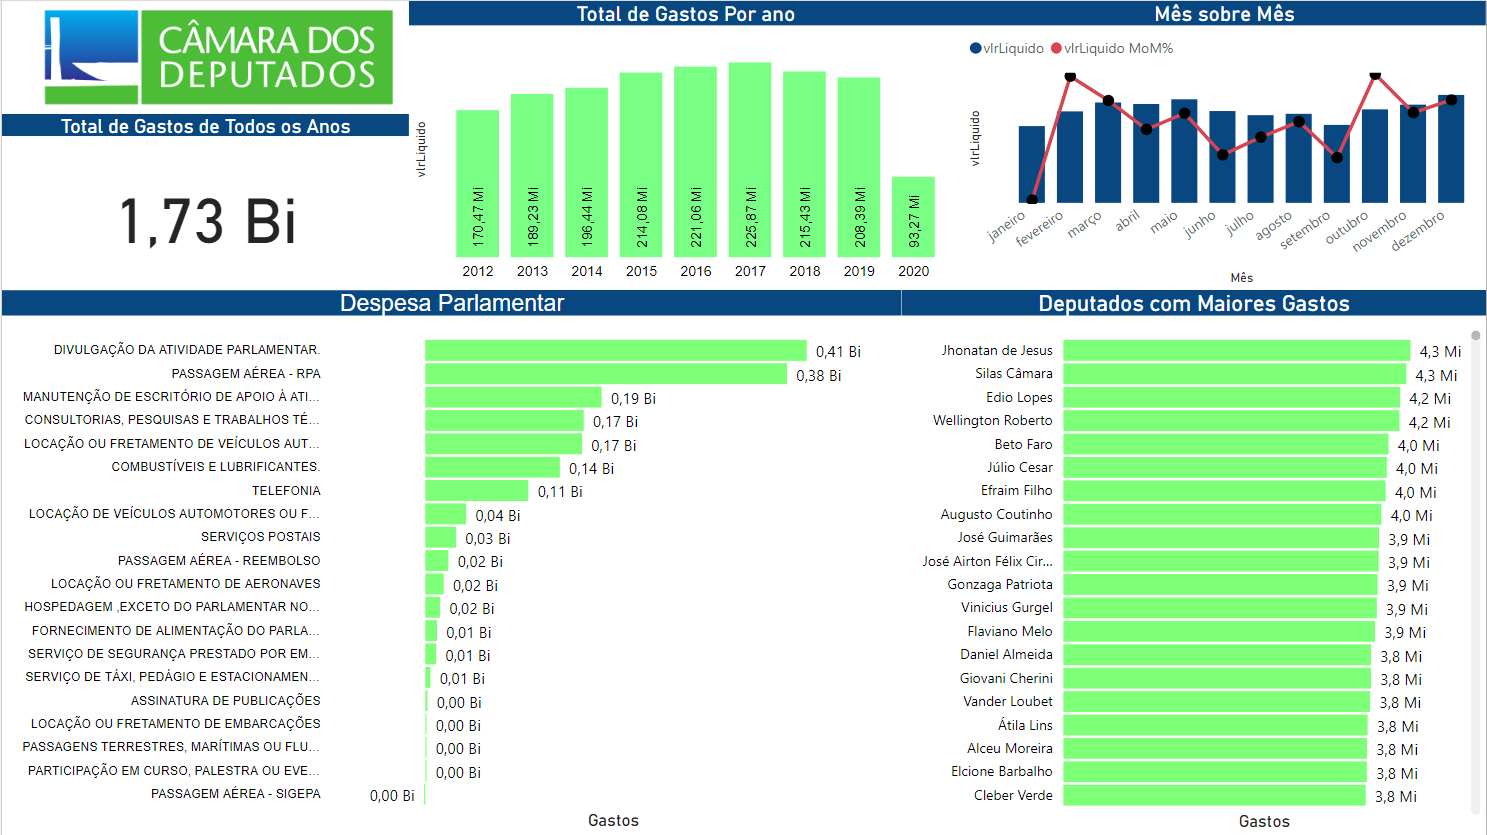 CÂMARA DOS
DEPUTADOS
Total de Gastos de Todos os Anos
1,73 Bi
Total de Gastos Por ano
vlrLiquido
170,47 Mi
189,23 Mi
196,44 Mi
214,08 Mi
221,06 Mi
225,87 Mi
215,43 Mi
208,39 Mi
93,27 Mi
2012 2013 2014 2015 2016 2017 2018 2019 2020
Mês sobre Mês
vlrLiquido vlrLiquido MoM%
vlrLiquido
janeiro
fevereiro
março
abril
maio
junho
julho
agosto
setembro
outubro
novembro
dezembro
Mês
Despesa Parlamentar
DIVULGAÇÃO DA ATIVIDADE PARLAMENTAR. 0,41 Bi
PASSAGEM AÉREA - RPA 0,38 Bi
MANUTENÇÃO DE ESCRITÓRIO DE APOIO À ATI... 0,19 Bi
CONSULTORIAS, PESQUISAS E TRABALHOS TÉ... 0,17 Bi
LOCAÇÃO OU FRETAMENTO DE VEÍCULOS AUT... 0,17 Bi
COMBUSTÍVEIS E LUBRIFICANTES. 0,14 Bi
TELEFONIA 0,11 Bi
LOCAÇÃO DE VEÍCULOS AUTOMOTORES OU F... 0,04 Bi
SERVIÇOS POSTAIS 0,03 Bi
PASSAGEM AÉREA - REEMBOLSO 0,02 Bi
LOCAÇÃO OU FRETAMENTO DE AERONAVES 0,02 Bi
HOSPEDAGEM ,EXCETO DO PARLAMENTAR NO... 0,02 Bi
FORNECIMENTO DE ALIMENTAÇÃO DO PARLA... 0,01 Bi
SERVIÇO DE SEGURANÇA PRESTADO POR EM... 0,01 Bi
SERVIÇO DE TÁXI, PEDÁGIO E ESTACIONAMEN... 0,01 Bi
ASSINATURA DE PUBLICAÇÕES 0,00 Bi
LOCAÇÃO OU FRETAMENTO DE EMBARCAÇÕES 0,00 Bi
PASSAGENS TERRESTRES, MARÍTIMAS OU FLU... 0,00 Bi
PARTICIPAÇÃO EM CURSO, PALESTRA OU EVE... 0,00 Bi
PASSAGEM AÉREA - SIGEPA 0,00 Bi
Gastos
Deputados com Maiores Gastos
Jhonatan de Jesus 4,3 Mi
Silas Câmara 4,3 Mi
Edio Lopes 4,2 Mi
Wellington Roberto 4,2 Mi
Beto Faro 4,0 Mi
Júlio Cesar 4,0 Mi
Efraim Filho 4,0 Mi
Augusto Coutinho 4,0 Mi
José Guimarães 3,9 Mi
José Airton Félix Cir... 3,9 Mi
Gonzaga Patriota 3,9 Mi
Vinicius Gurgel 3,9 Mi
Flaviano Melo 3,9 Mi
Daniel Almeida 3,8 Mi
Giovani Cherini 3,8 Mi
Vander Loubet 3,8 Mi
Átila Lins 3,8 Mi
Alceu Moreira 3,8 Mi
Elcione Barbalho 3,8 Mi
Cleber Verde 3,8 Mi
Gastos